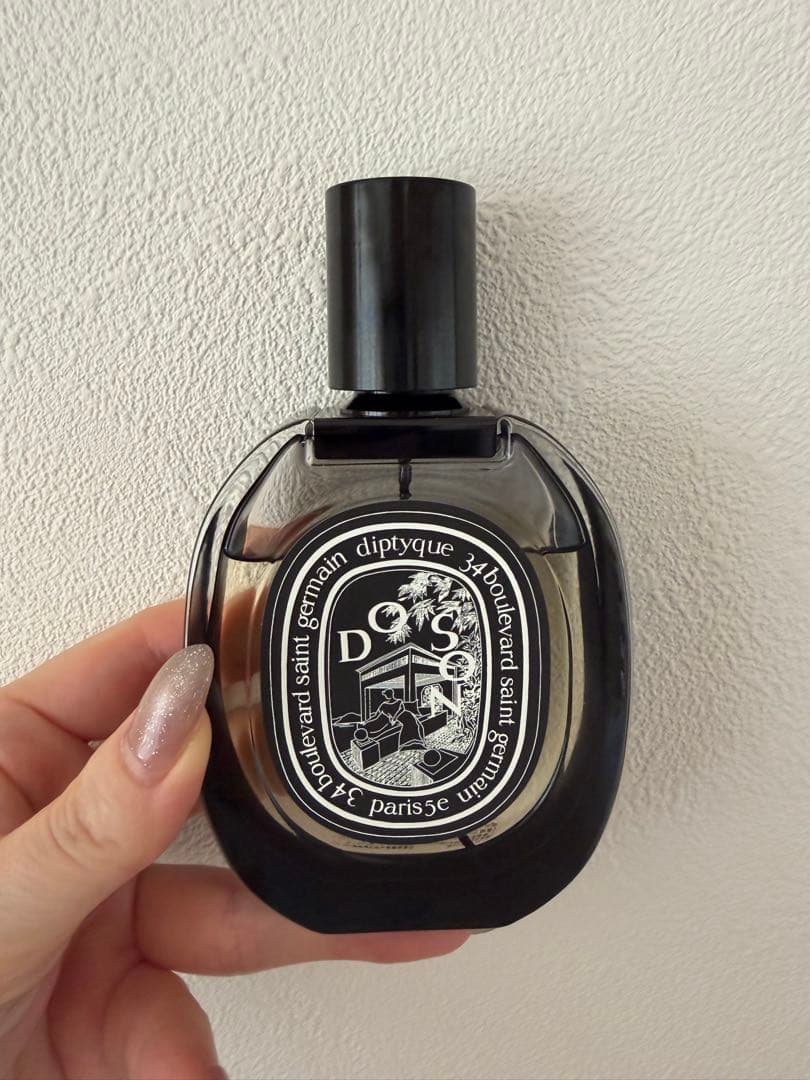 diptyque 34 boulevard saint germain paris5e 34 boulevard saint germain
DO SON